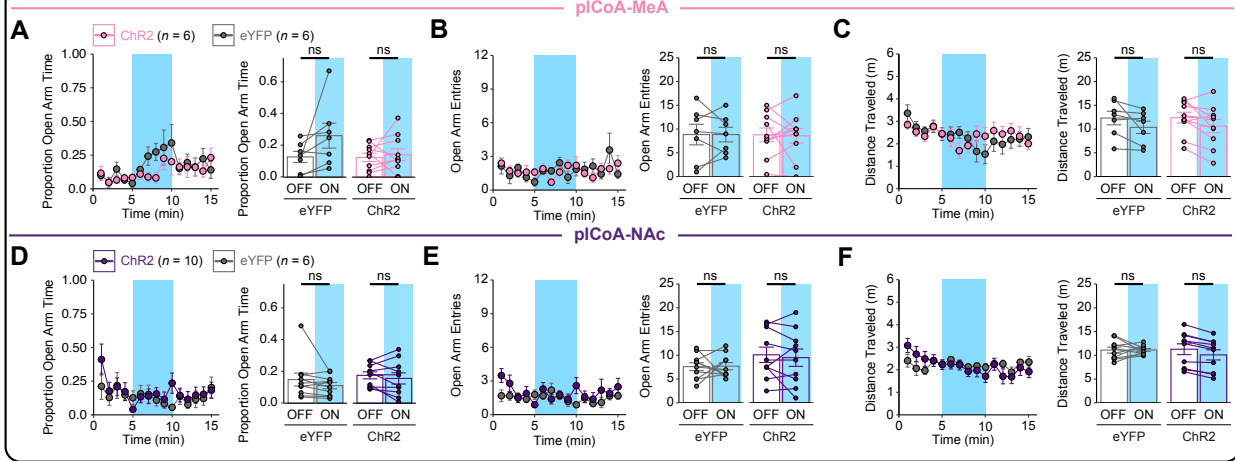 plCoA-MeA
A
ChR2 (n = 6)
eYFP (n = 6)
Proportion Open Arm Time
1.00
0.75
0.50
0.25
0
0
5
10
15
Time (min)
Proportion Open Arm Time
0.6
0.4
0.2
0
ns
ns
OFF ON OFF ON
eYFP ChR2
B
Open Arm Entries
12
9
6
3
0
0
5
10
15
Time (min)
Open Arm Entries
25
20
15
10
5
0
ns
ns
OFF ON OFF ON
eYFP ChR2
C
Distance Traveled (m)
6
5
4
3
2
1
0
0
5
10
15
Time (min)
Distance Traveled (m)
25
20
15
10
5
0
ns
ns
OFF ON OFF ON
eYFP ChR2
plCoA-NAc
D
ChR2 (n = 10)
eYFP (n = 6)
Proportion Open Arm Time
1.00
0.75
0.50
0.25
0
0
5
10
15
Time (min)
Proportion Open Arm Time
0.6
0.4
0.2
0
ns
ns
OFF ON OFF ON
eYFP ChR2
E
Open Arm Entries
12
9
6
3
0
0
5
10
15
Time (min)
Open Arm Entries
25
20
15
10
5
0
ns
ns
OFF ON OFF ON
eYFP ChR2
F
Distance Traveled (m)
6
4
2
0
0
5
10
15
Time (min)
Distance Traveled (m)
25
20
15
10
5
0
ns
ns
OFF ON OFF ON
eYFP ChR2